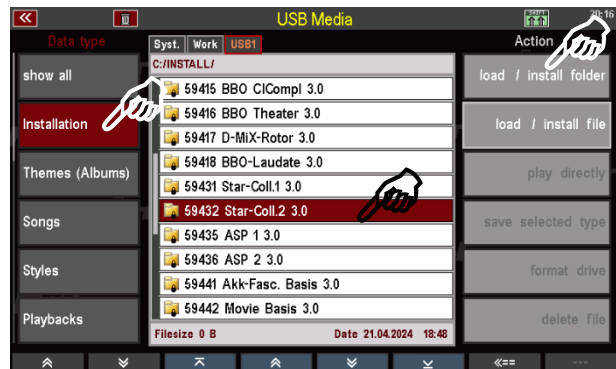 USB Media
SHIFT
20:16
Data type
Syst. Work USB1
Action
C:/INSTALL/
show all
Installation
Themes (Albums)
Songs
Styles
Playbacks
59415 BBO ClCompl 3.0
59416 BBO Theater 3.0
59417 D-MiX-Rotor 3.0
59418 BBO-Laudate 3.0
59431 Star-Coll.1 3.0
59432 Star-Coll.2 3.0
59435 ASP 1 3.0
59436 ASP 2 3.0
59441 Akk-Fasc. Basis 3.0
59442 Movie Basis 3.0
Filesize 0 B Date 21.04.2024 18:48
load / install folder
load / install file
play directly
save selected type
format drive
delete file
«==
---